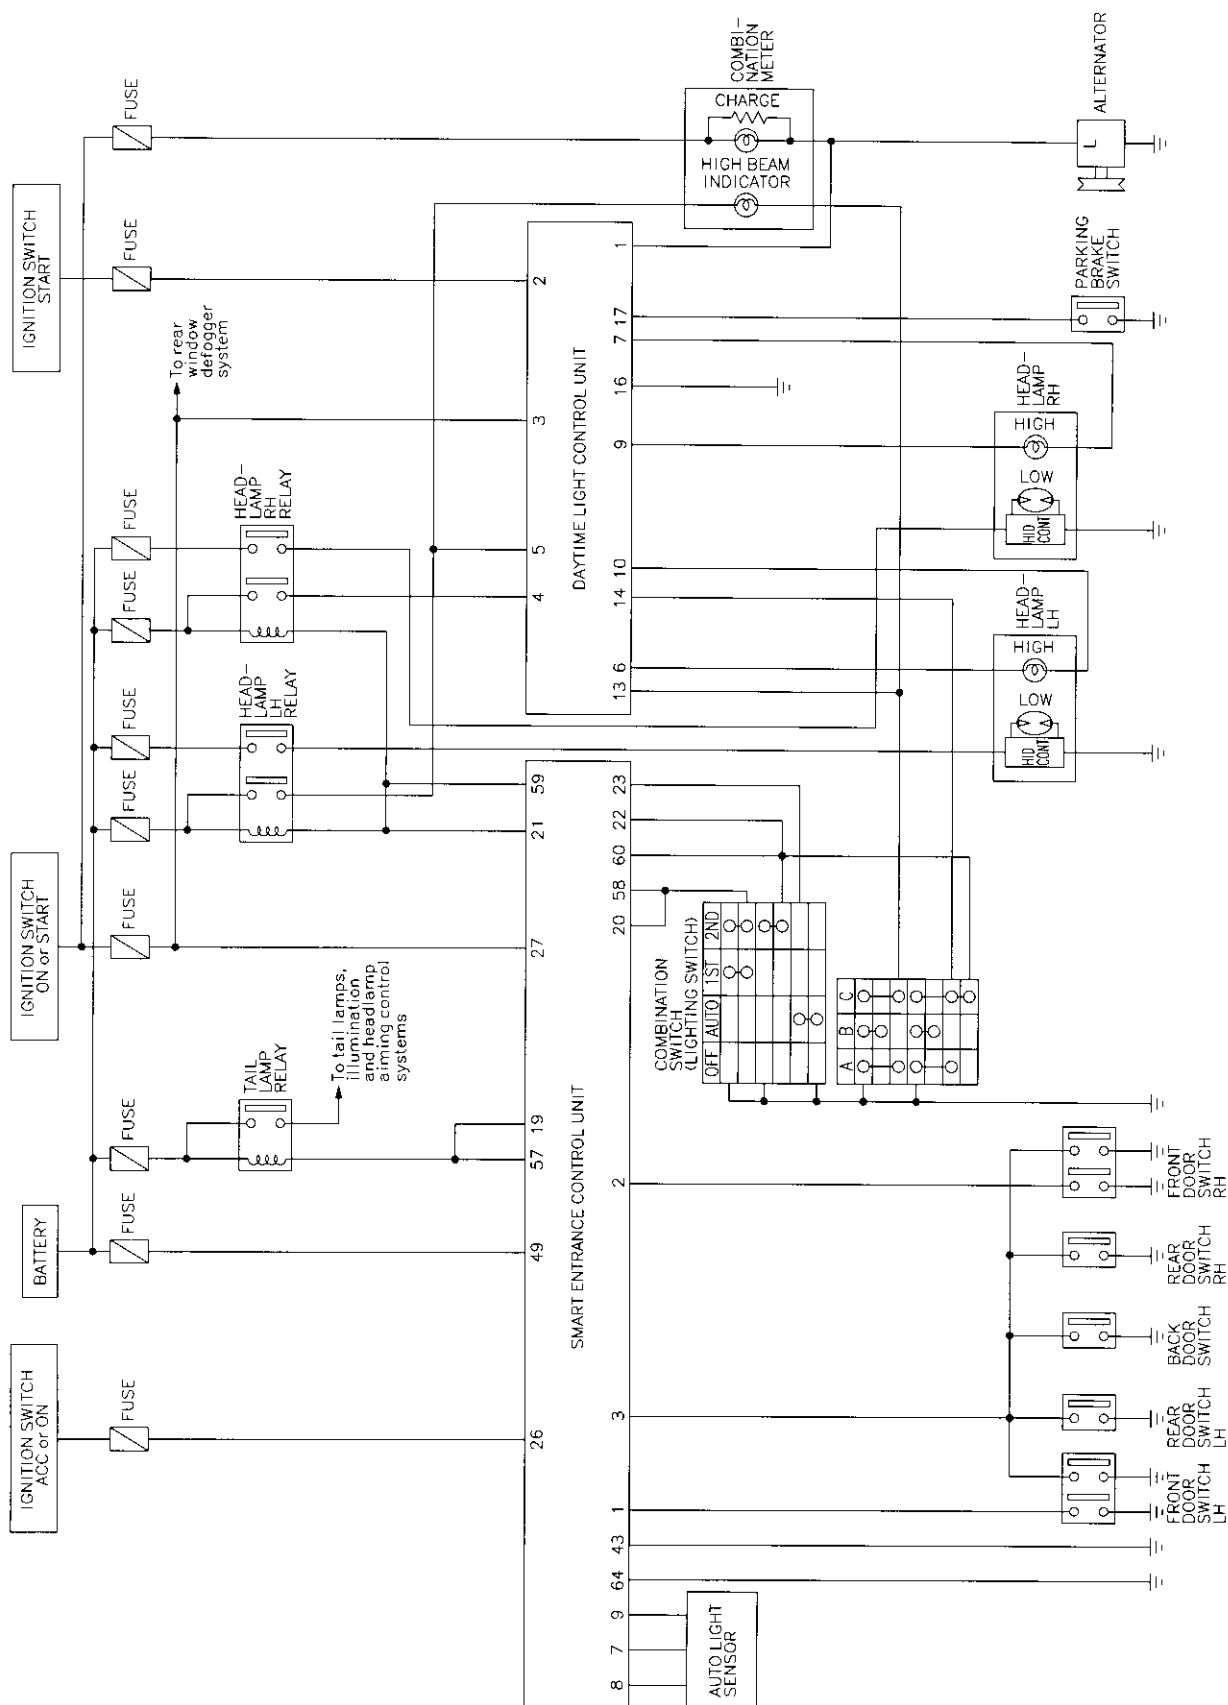 IGNITION SWITCH
ACC or ON
BATTERY
IGNITION SWITCH
ON or START
IGNITION SWITCH
START
FUSE
FUSE
FUSE
FUSE
FUSE
FUSE
FUSE
FUSE
FUSE
FUSE
TAIL
LAMP
RELAY
To tail lamps,
illumination
and headlamp
aiming control
systems
HEAD-
LAMP
LH
RELAY
HEAD-
LAMP
RH
RELAY
To rear
window
defogger
system
26
49
57
19
27
21
59
SMART ENTRANCE CONTROL UNIT
8
7
9
64
43
1
3
2
20
58
60
22
23
4
5
3
2
DAYTIME LIGHT CONTROL UNIT
13
6
14
10
9
16
7
17
1
AUTO LIGHT
SENSOR
COMBINATION
SWITCH
(LIGHTING SWITCH)
OFF AUTO 1ST 2ND
A B C
COMBI-
NATION
METER
CHARGE
HIGH BEAM
INDICATOR
HEAD-
LAMP
LH
HIGH
LOW
HID
CONT
HEAD-
LAMP
RH
HIGH
LOW
HID
CONT
PARKING
BRAKE
SWITCH
ALTERNATOR
L
FRONT
DOOR
SWITCH
LH
REAR
DOOR
SWITCH
LH
BACK
DOOR
SWITCH
REAR
DOOR
SWITCH
RH
FRONT
DOOR
SWITCH
RH